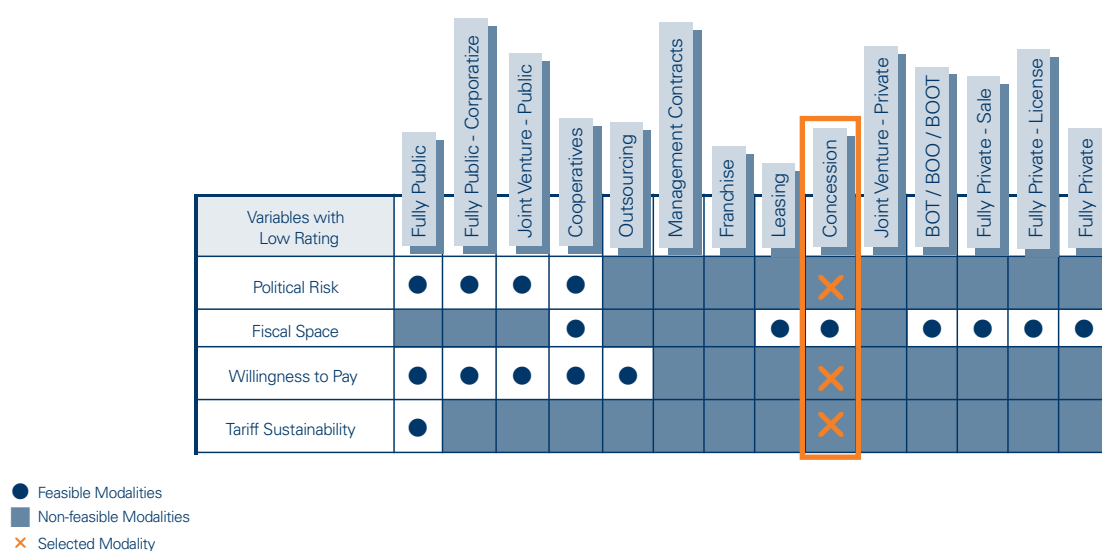 Fully Public
Fully Public - Corporatize
Joint Venture - Public
Cooperatives
Outsourcing
Management Contracts
Franchise
Leasing
Concession
Joint Venture - Private
BOT / BOO / BOOT
Fully Private - Sale
Fully Private - License
Fully Private
Variables with
Low Rating
Political Risk
Fiscal Space
Willingness to Pay
Tariff Sustainability
Feasible Modalities
Non-feasible Modalities
Selected Modality